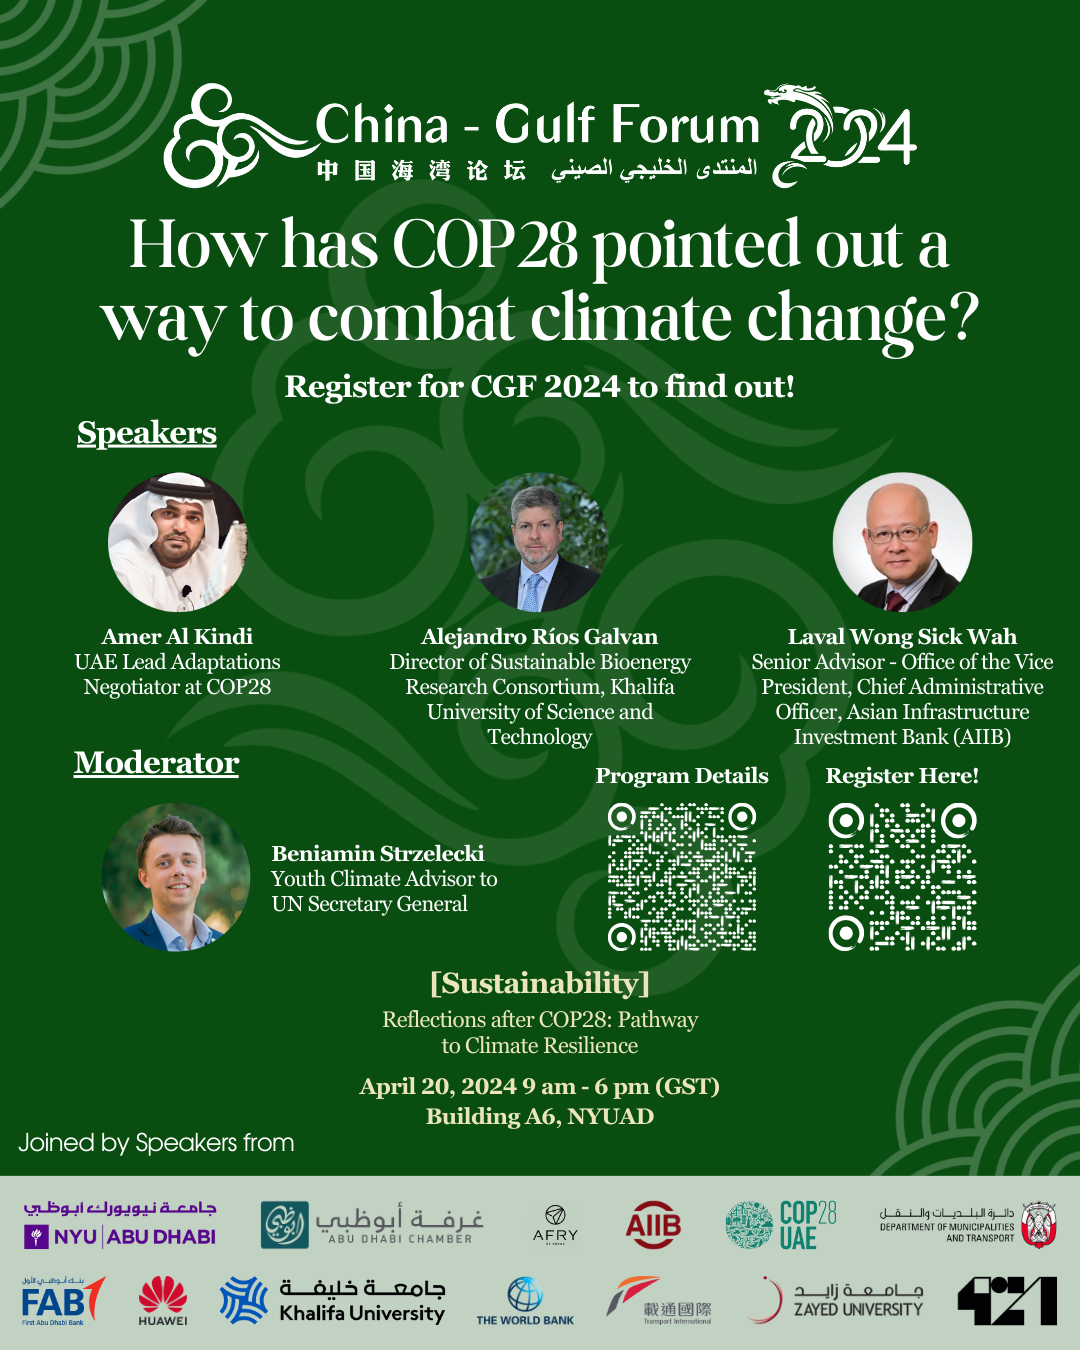 China - Gulf Forum 2024
中国海湾论坛 المنتدى الخليجي الصيني
How has COP28 pointed out a
way to combat climate change?
Register for CGF 2024 to find out!
Speakers
Amer Al Kindi
UAE Lead Adaptations
Negotiator at COP28
Alejandro Ríos Galvan
Director of Sustainable Bioenergy
Research Consortium, Khalifa
University of Science and
Technology
Laval Wong Sick Wah
Senior Advisor - Office of the Vice
President, Chief Administrative
Officer, Asian Infrastructure
Investment Bank (AIIB)
Moderator
Beniamin Strzelecki
Youth Climate Advisor to
UN Secretary General
Program Details
Register Here!
[Sustainability]
Reflections after COP28: Pathway
to Climate Resilience
April 20, 2024 9 am - 6 pm (GST)
Building A6, NYUAD
Joined by Speakers from
جامعة نيويورك أبوظبي
NYU ABU DHABI
غرفة أبوظبي
ABU DHABI CHAMBER
AFRY
AIIB
COP28
UAE
دائرة البلديات والنقل
DEPARTMENT OF MUNICIPALITIES
AND TRANSPORT
بنك أبوظبي الأول
FAB
First Abu Dhabi Bank
HUAWEI
جامعة خليفة
Khalifa University
THE WORLD BANK
載通國際
Transport International
جامعة زايد
ZAYED UNIVERSITY
421